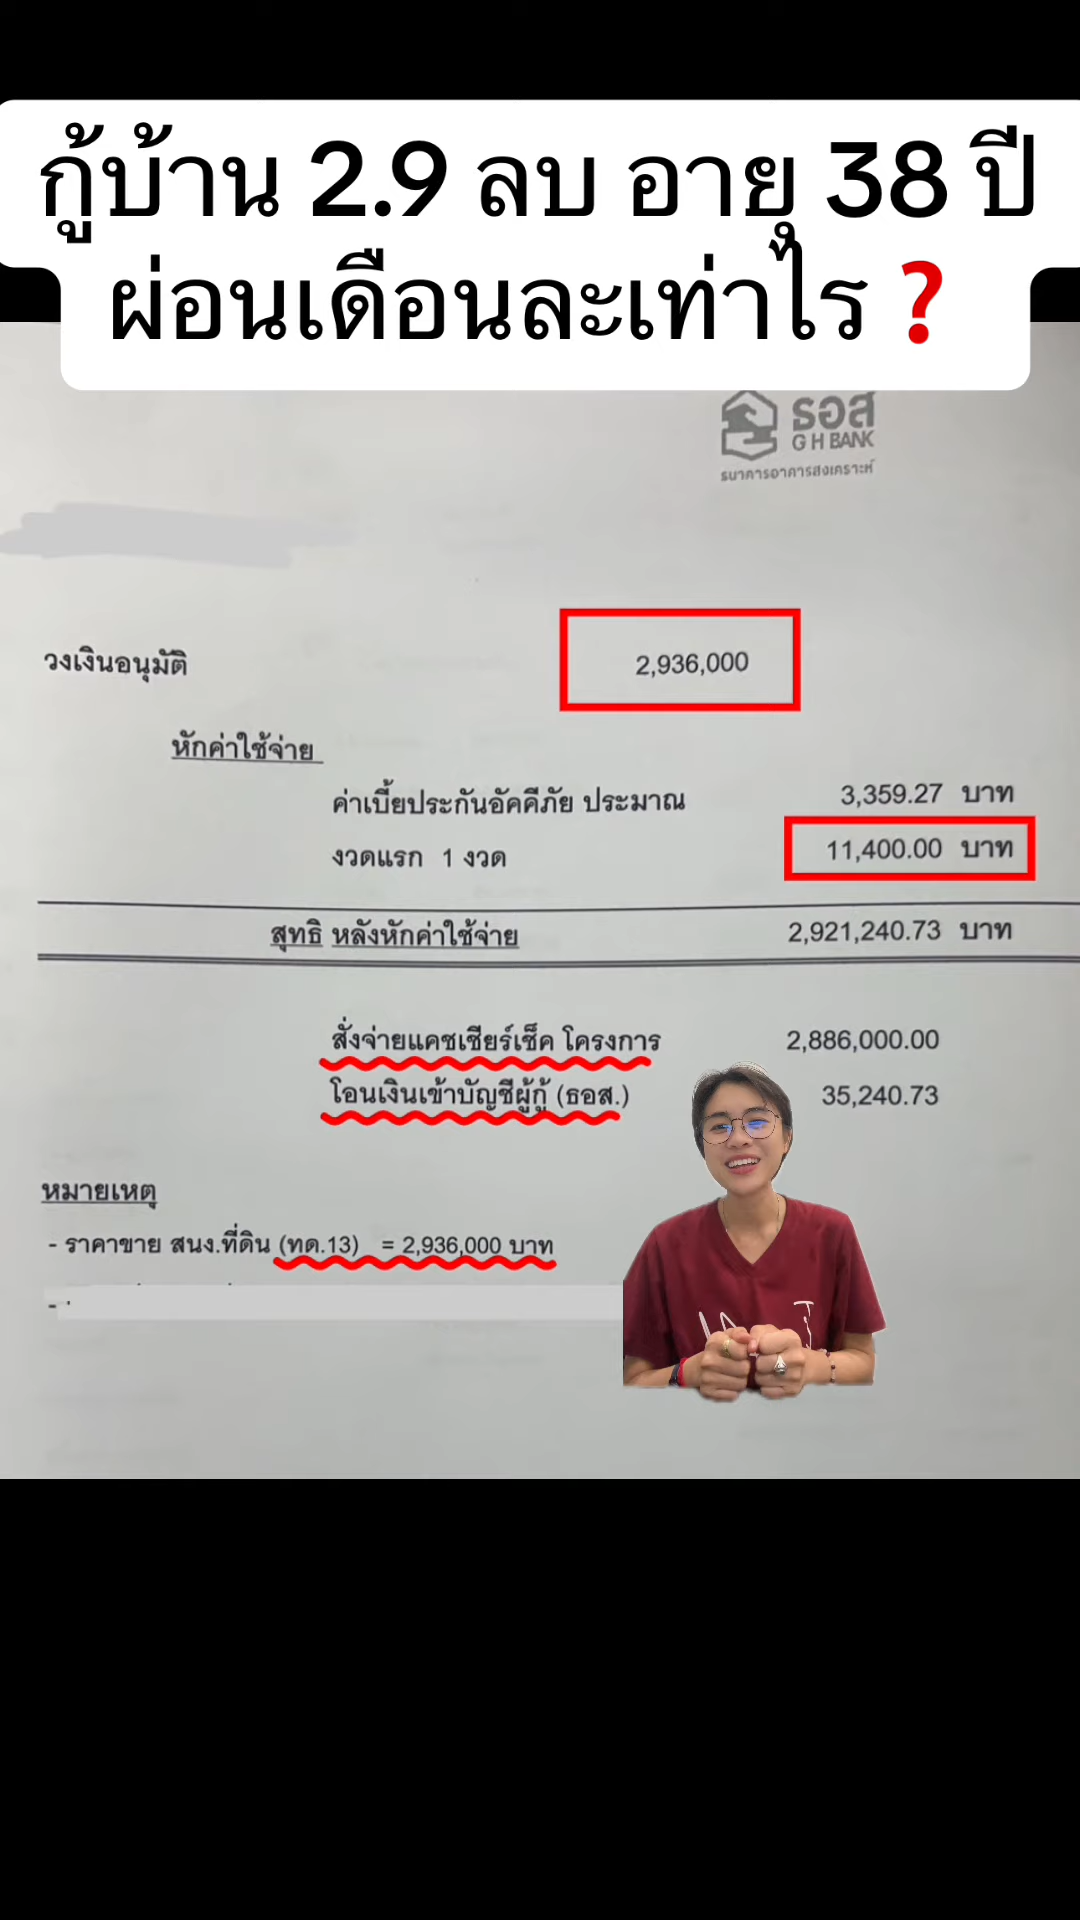 กู้บ้าน 2.9 ลบ อายุ 38 ปี
ผ่อนเดือนละเท่าไร❓
ธอส
G H BANK
ธนาคารอาคารสงเคราะห์
วงเงินอนุมัติ 2,936,000
หักค่าใช้จ่าย
ค่าเบี้ยประกันอัคคีภัย ประมาณ 3,359.27 บาท
งวดแรก 1 งวด 11,400.00 บาท
สุทธิ หลังหักค่าใช้จ่าย 2,921,240.73 บาท
สั่งจ่ายแคชเชียร์เช็ค โครงการ 2,886,000.00
โอนเงินเข้าบัญชีผู้กู้ (ธอส.) 35,240.73
หมายเหตุ
- ราคาขาย สนง.ที่ดิน (ทด.13) = 2,936,000 บาท